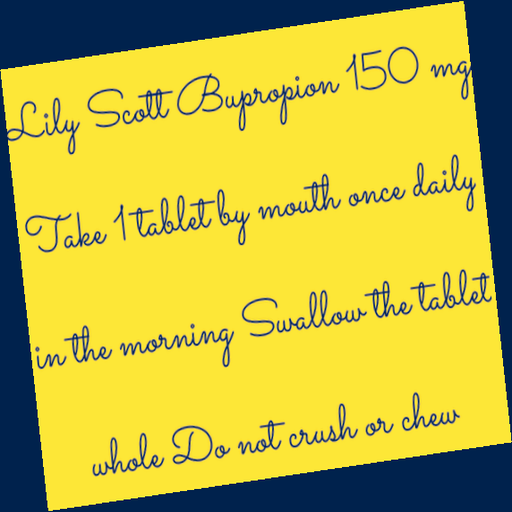 Lily Scott Bupropion 150 mg
Take 1 tablet by mouth once daily
in the morning Swallow the tablet
whole Do not crush or chew